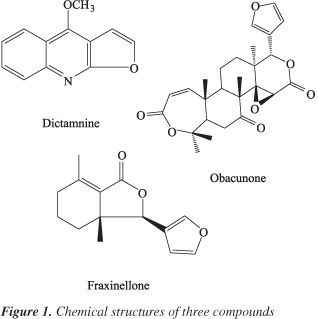 OCH3
N
O
Dictamnine
O
O
O
O
O
O
O
Obacunone
O
O
O
Fraxinellone
Figure 1. Chemical structures of three compounds